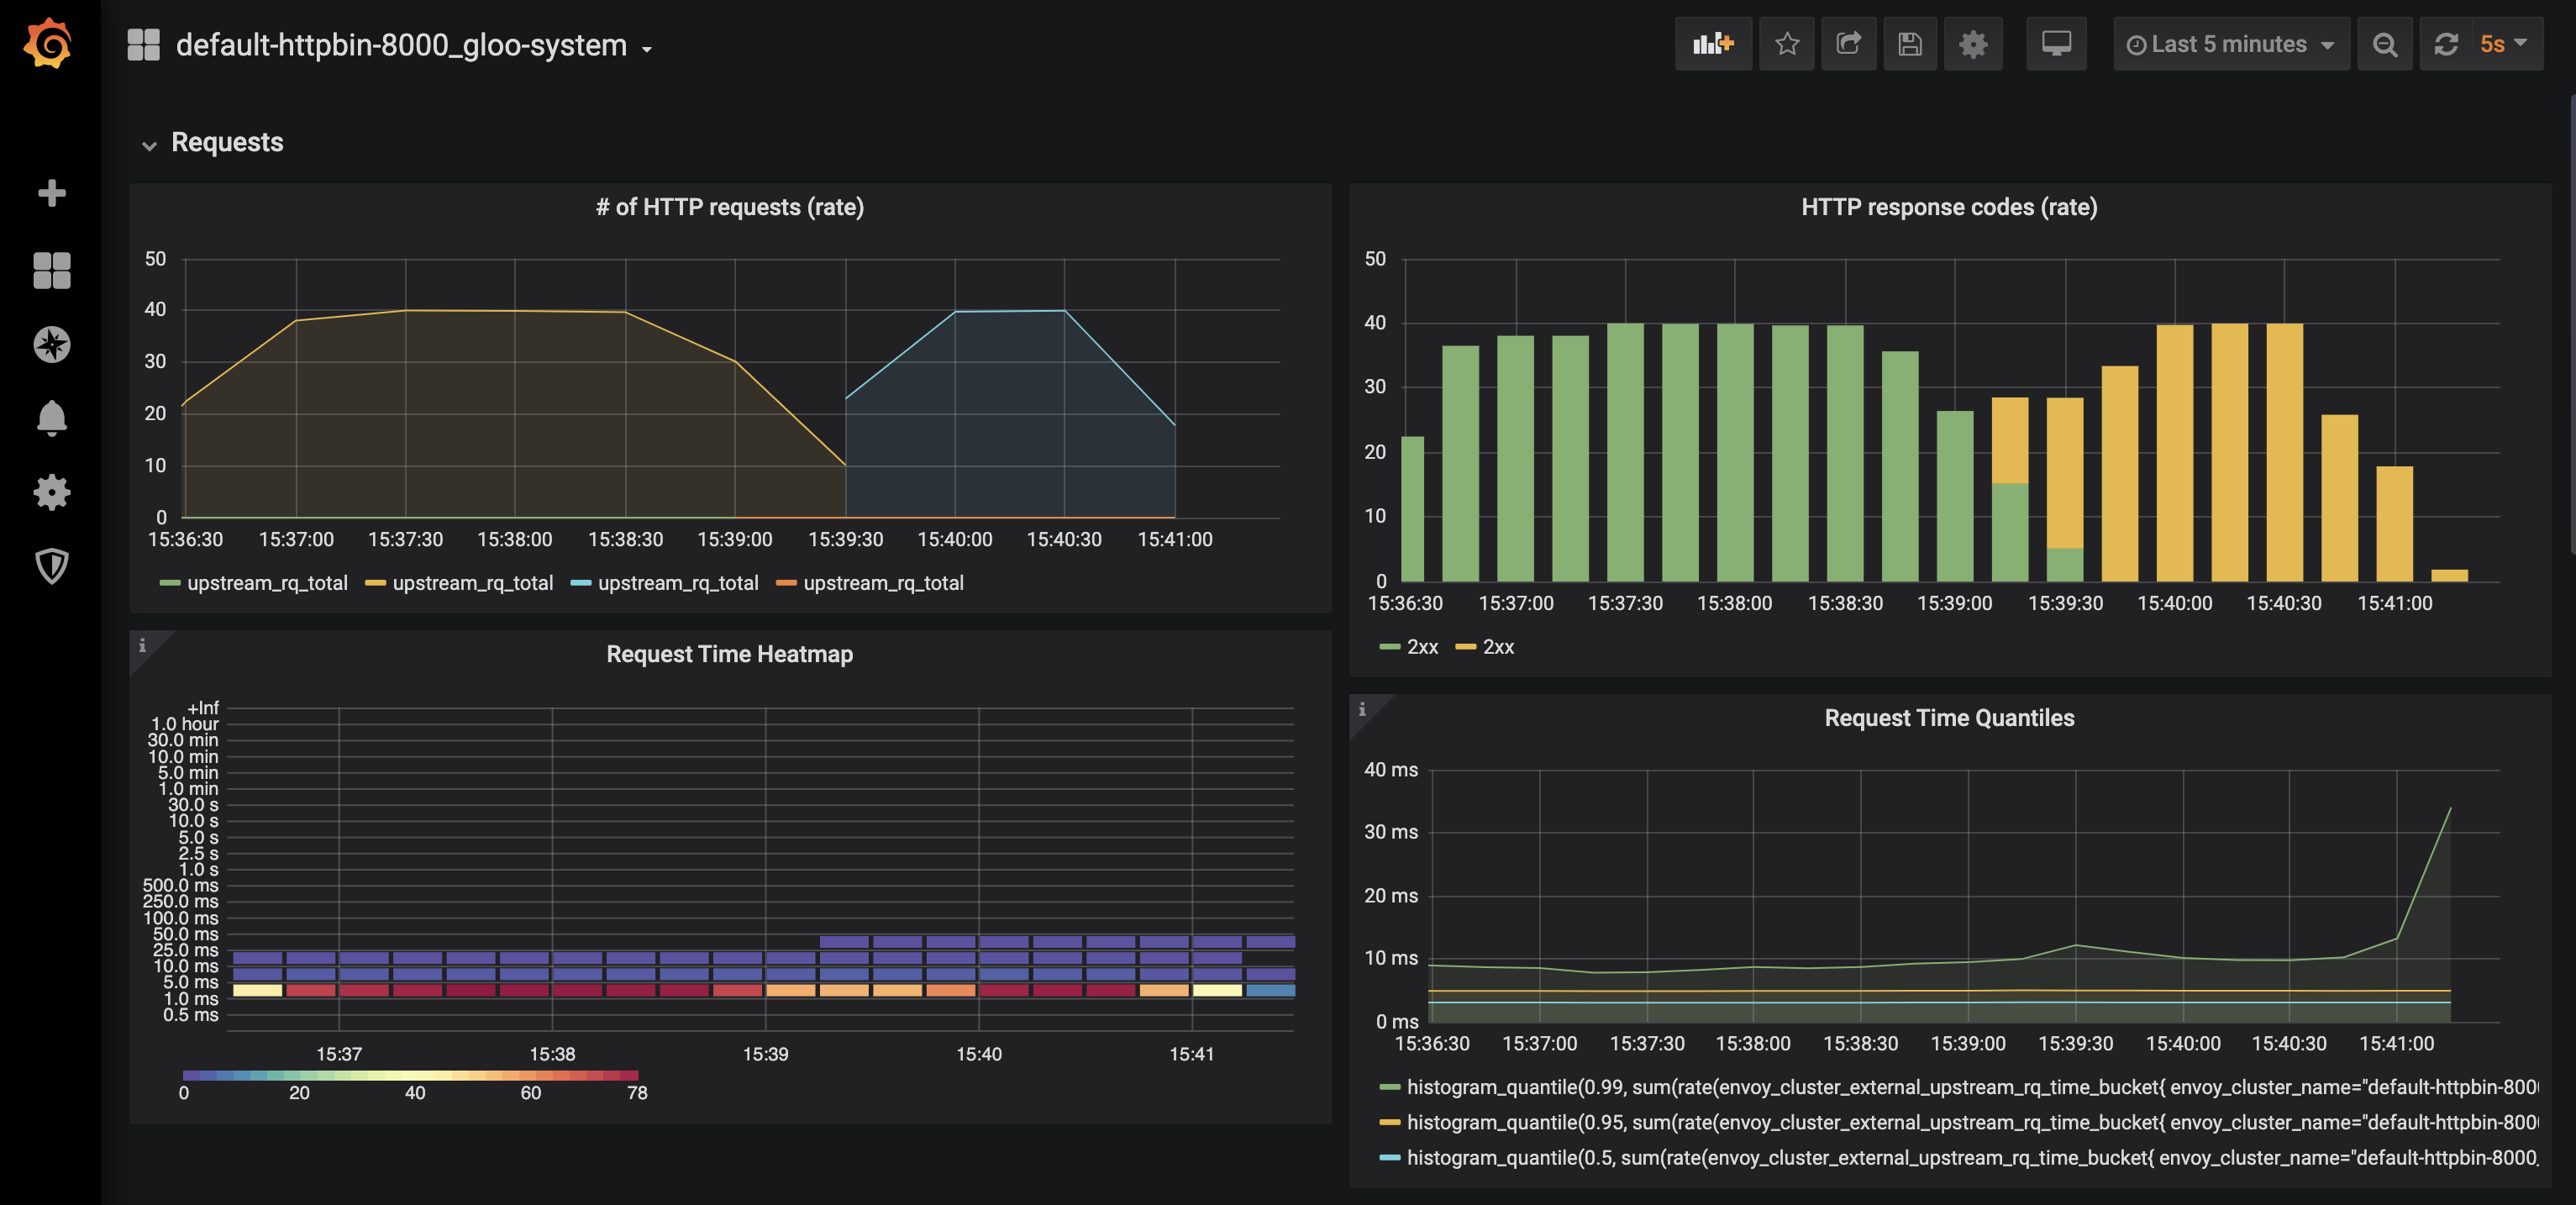 default-httpbin-8000_gloo-system
Last 5 minutes
5s
Requests
# of HTTP requests (rate)
50
40
30
20
10
0
15:36:30 15:37:00 15:37:30 15:38:00 15:38:30 15:39:00 15:39:30 15:40:00 15:40:30 15:41:00
upstream_rq_total upstream_rq_total upstream_rq_total upstream_rq_total
HTTP response codes (rate)
50
40
30
20
10
0
15:36:30 15:37:00 15:37:30 15:38:00 15:38:30 15:39:00 15:39:30 15:40:00 15:40:30 15:41:00
2xx 2xx
i
Request Time Heatmap
+Inf
1.0 hour
30.0 min
10.0 min
5.0 min
1.0 min
30.0 s
10.0 s
5.0 s
2.5 s
1.0 s
500.0 ms
250.0 ms
100.0 ms
50.0 ms
25.0 ms
10.0 ms
5.0 ms
1.0 ms
0.5 ms
15:37 15:38 15:39 15:40 15:41
0 20 40 60 78
i
Request Time Quantiles
40 ms
30 ms
20 ms
10 ms
0 ms
15:36:30 15:37:00 15:37:30 15:38:00 15:38:30 15:39:00 15:39:30 15:40:00 15:40:30 15:41:00
histogram_quantile(0.99, sum(rate(envoy_cluster_external_upstream_rq_time_bucket{ envoy_cluster_name="default-httpbin-800
histogram_quantile(0.95, sum(rate(envoy_cluster_external_upstream_rq_time_bucket{ envoy_cluster_name="default-httpbin-800
histogram_quantile(0.5, sum(rate(envoy_cluster_external_upstream_rq_time_bucket{ envoy_cluster_name="default-httpbin-8000_